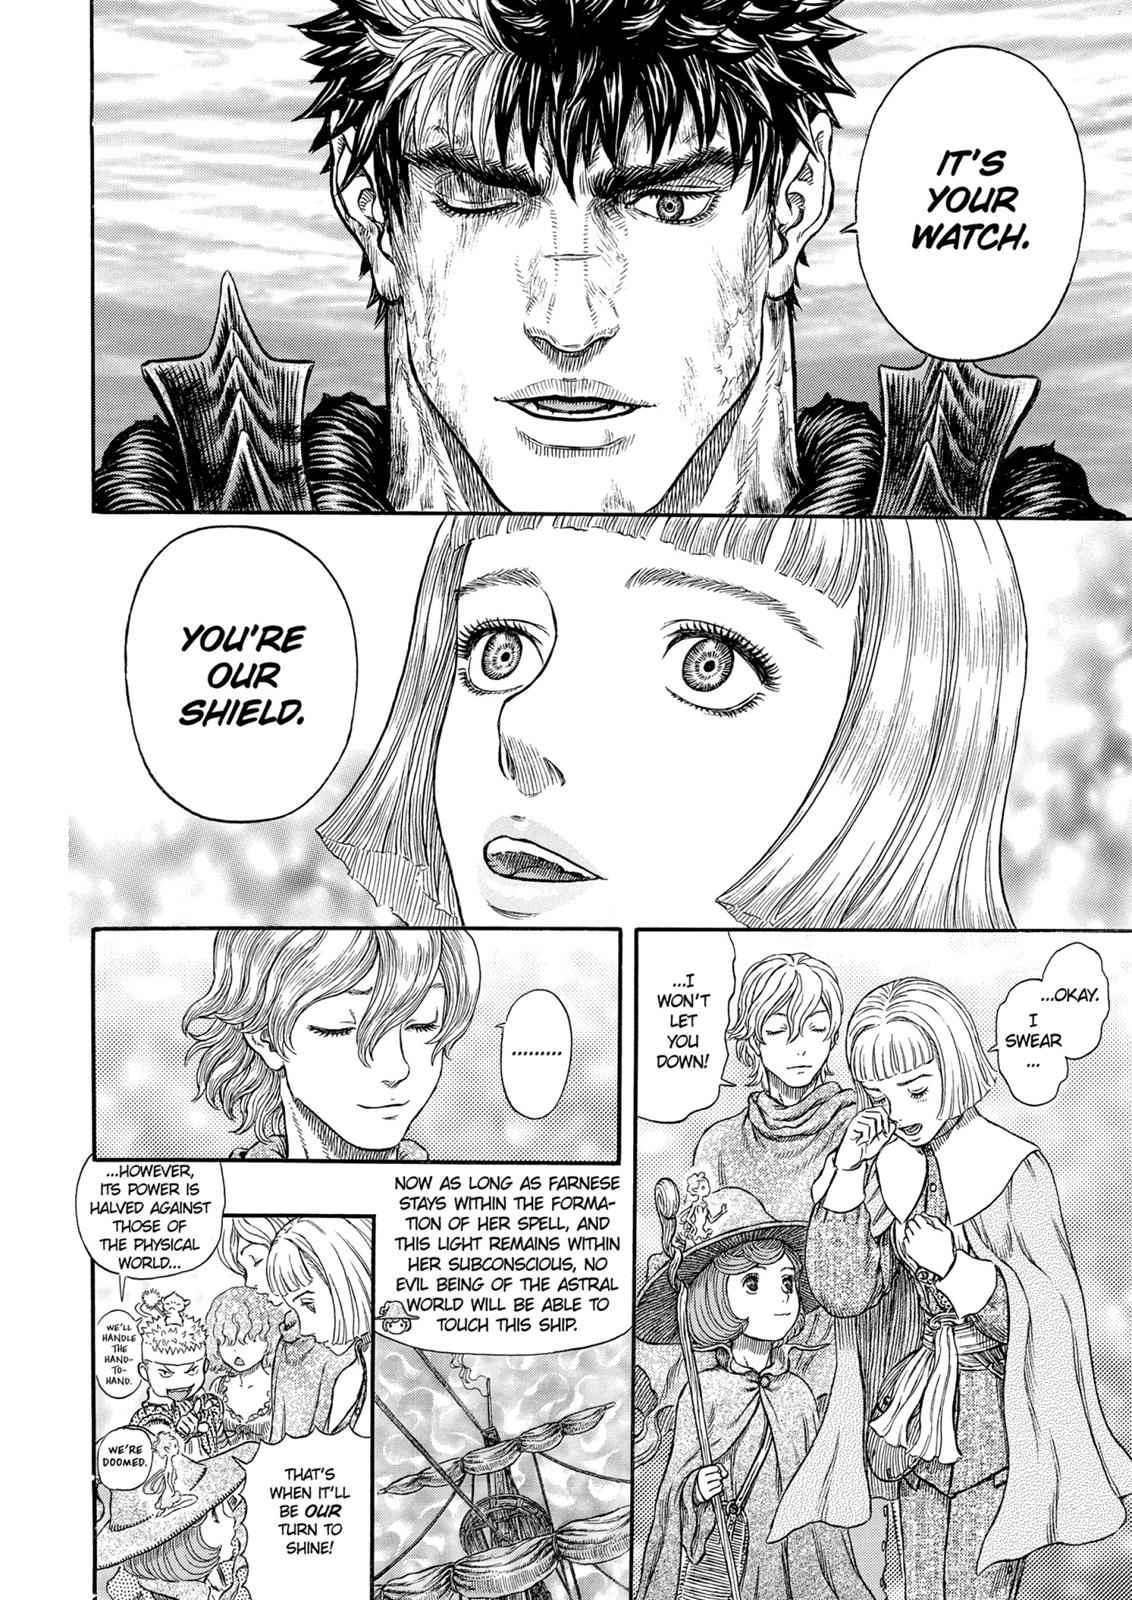 IT'S
YOUR
WATCH.
YOU'RE
OUR
SHIELD.
...OKAY.
I
SWEAR
...
...I
WON'T
LET
YOU
DOWN!
.........
NOW AS LONG AS FARNESE
STAYS WITHIN THE FORMA-
TION OF HER SPELL, AND
THIS LIGHT REMAINS WITHIN
HER SUBCONSCIOUS, NO
EVIL BEING OF THE ASTRAL
WORLD WILL BE ABLE TO
TOUCH THIS SHIP.
...HOWEVER,
ITS POWER IS
HALVED AGAINST
THOSE OF
THE PHYSICAL
WORLD...
WE'LL
HANDLE
THE
HAND-
TO-
HAND.
WE'RE
DOOMED.
THAT'S
WHEN IT'LL
BE OUR
TURN TO
SHINE!